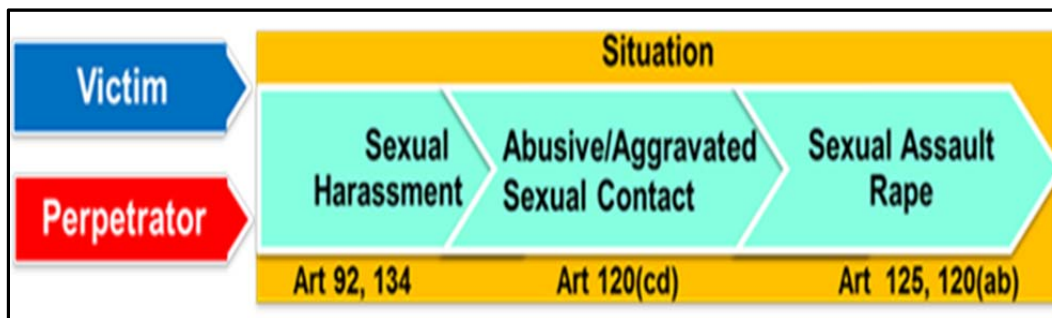 Situation
Victim
Perpetrator
Sexual
Harassment
Abusive/Aggravated
Sexual Contact
Sexual Assault
Rape
Art 92, 134
Art 120(cd)
Art 125, 120(ab)